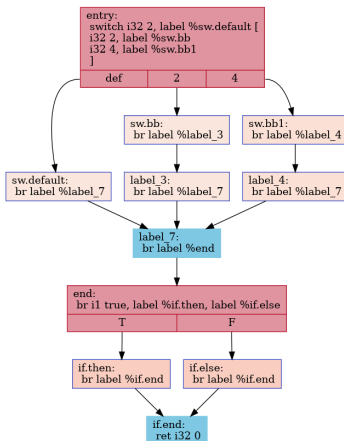 entry:
switch i32 2, label %sw.default [
i32 2, label %sw.bb
i32 4, label %sw.bb1
]
def 2 4
sw.bb:
br label %label_3
sw.bb1:
br label %label_4
sw.default:
br label %label_7
label_3:
br label %label_7
label_4:
br label %label_7
label_7:
br label %end
end:
br i1 true, label %if.then, label %if.else
T F
if.then:
br label %if.end
if.else:
br label %if.end
if.end:
ret i32 0